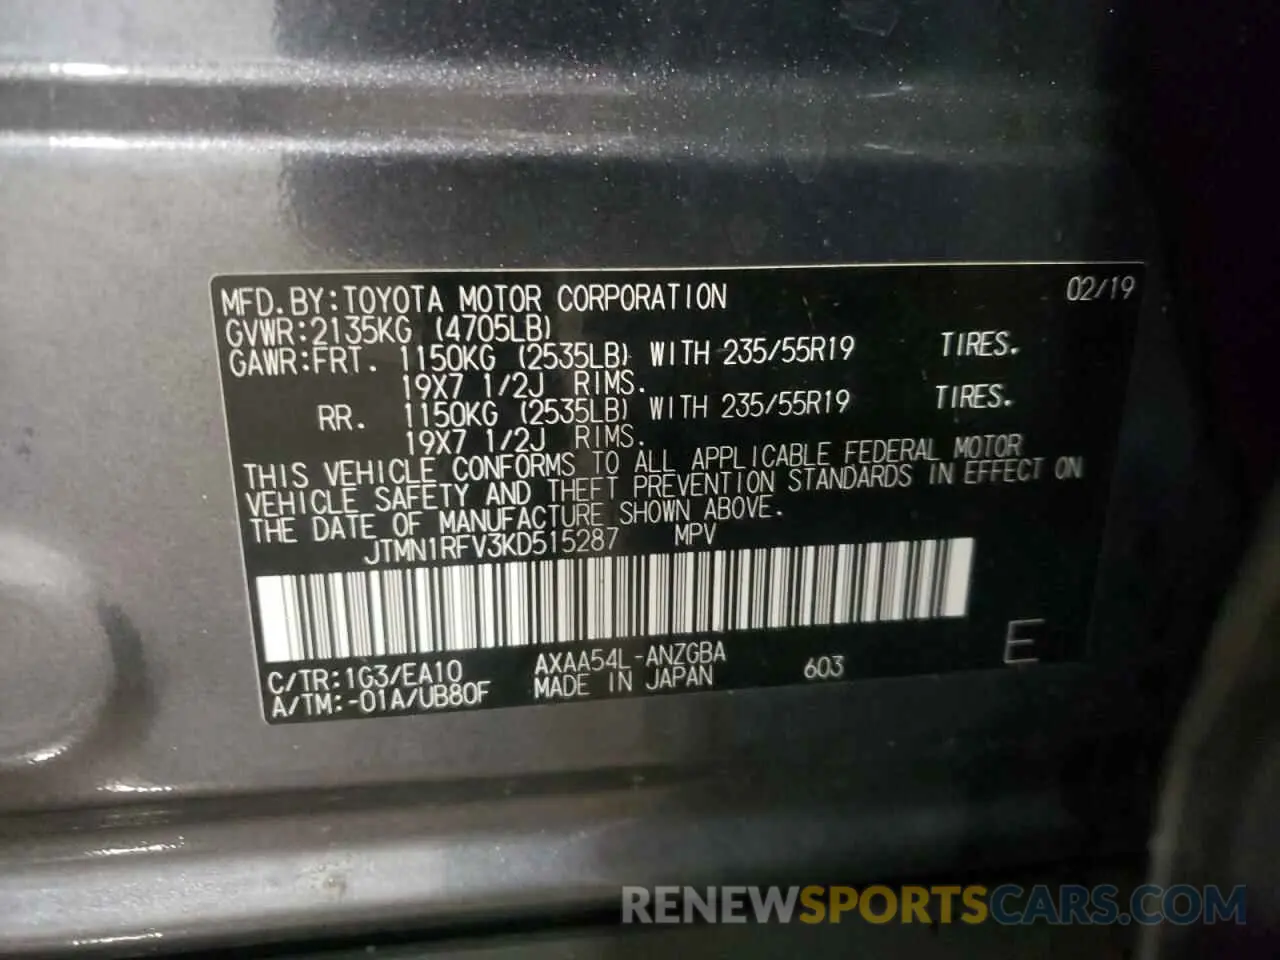 MFD. BY: TOYOTA MOTOR CORPORATION 02/19
GVWR: 2135KG (4705LB)
GAWR: FRT. 1150KG (2535LB) WITH 235/55R19 TIRES.
19X7 1/2J RIMS.
RR. 1150KG (2535LB) WITH 235/55R19 TIRES.
19X7 1/2J RIMS.
THIS VEHICLE CONFORMS TO ALL APPLICABLE FEDERAL MOTOR
VEHICLE SAFETY AND THEFT PREVENTION STANDARDS IN EFFECT ON
THE DATE OF MANUFACTURE SHOWN ABOVE.
JTMN1RFV3KD515287 MPV
C/TR: 1G3/EA10 AXAA54L-ANZGBA 603 E
A/TM: -01A/UB80F MADE IN JAPAN
RENEWSPORTSCARS.COM